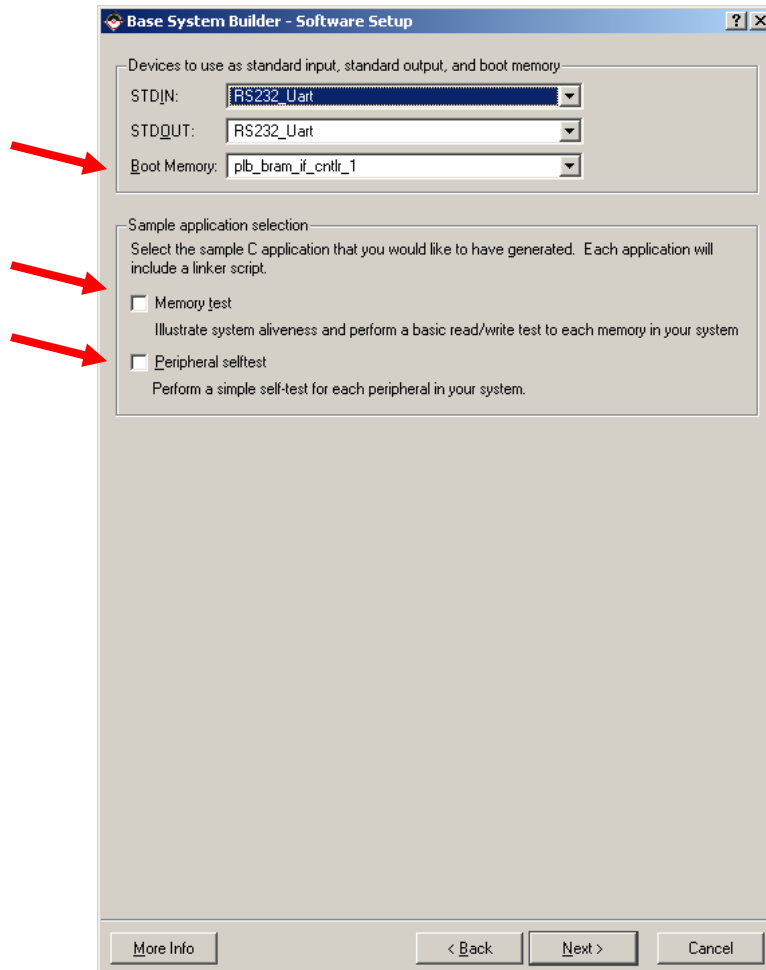 Base System Builder - Software Setup
Devices to use as standard input, standard output, and boot memory
STDIN: RS232_Uart
STDOUT: RS232_Uart
Boot Memory: plb_bram_if_cntlr_1
Sample application selection
Select the sample C application that you would like to have generated. Each application will
include a linker script.
Memory test
Illustrate system aliveness and perform a basic read/write test to each memory in your system
Peripheral selftest
Perform a simple self-test for each peripheral in your system.
More Info < Back Next > Cancel